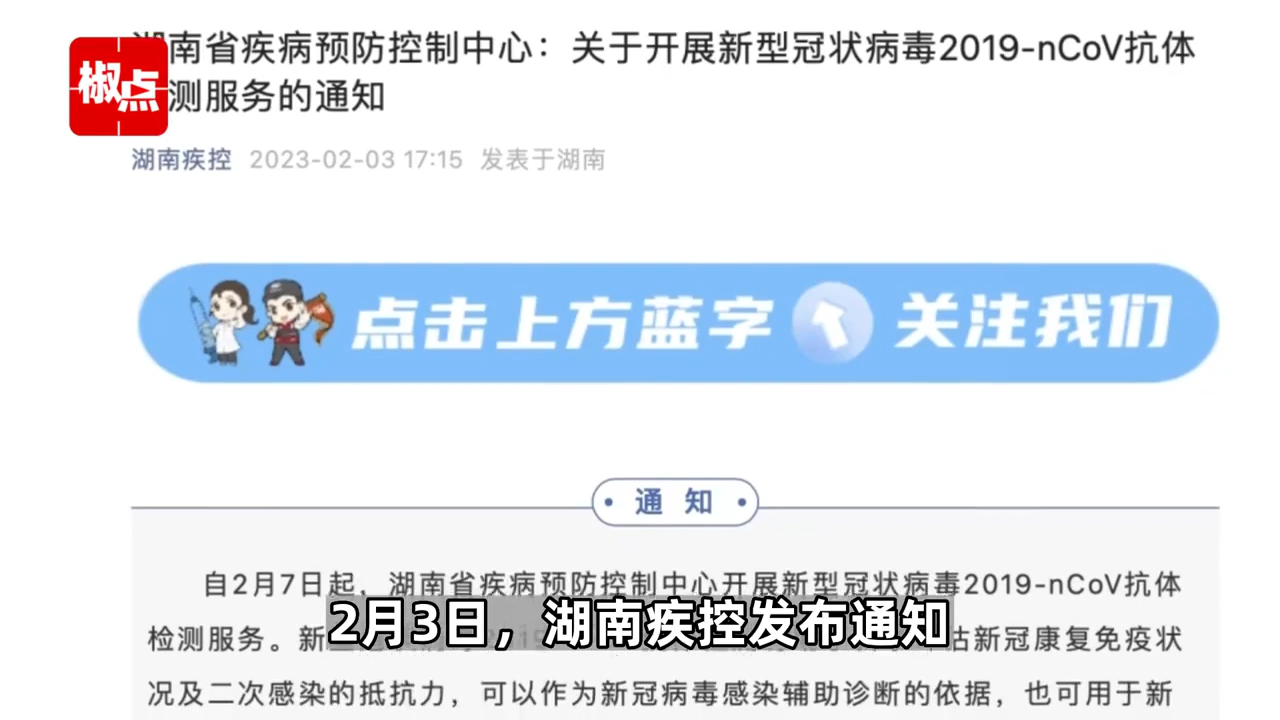 湖南省疾病预防控制中心：关于开展新型冠状病毒2019-nCoV抗体
测服务的通知
椒点
湖南疾控 2023-02-03 17:15 发表于湖南
点击上方蓝字 关注我们
通知
自2月7日起，湖南省疾病预防控制中心开展新型冠状病毒2019-nCoV抗体
检测服务。新
估新冠康复免疫状
2月3日，湖南疾控发布通知
况及二次感染的抵抗力，可以作为新冠病毒感染辅助诊断的依据，也可用于新